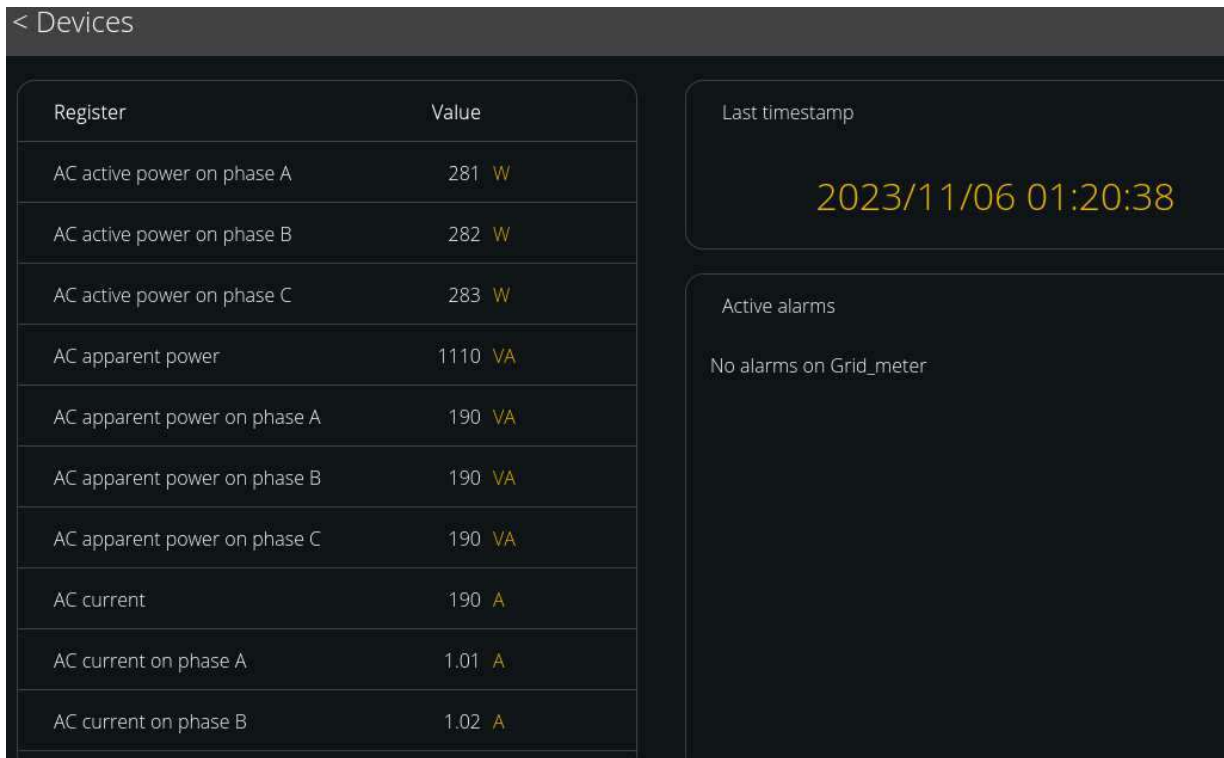 < Devices
Register Value
AC active power on phase A 281 W
AC active power on phase B 282 W
AC active power on phase C 283 W
AC apparent power 1110 VA
AC apparent power on phase A 190 VA
AC apparent power on phase B 190 VA
AC apparent power on phase C 190 VA
AC current 190 A
AC current on phase A 1.01 A
AC current on phase B 1.02 A
Last timestamp
2023/11/06 01:20:38
Active alarms
No alarms on Grid_meter